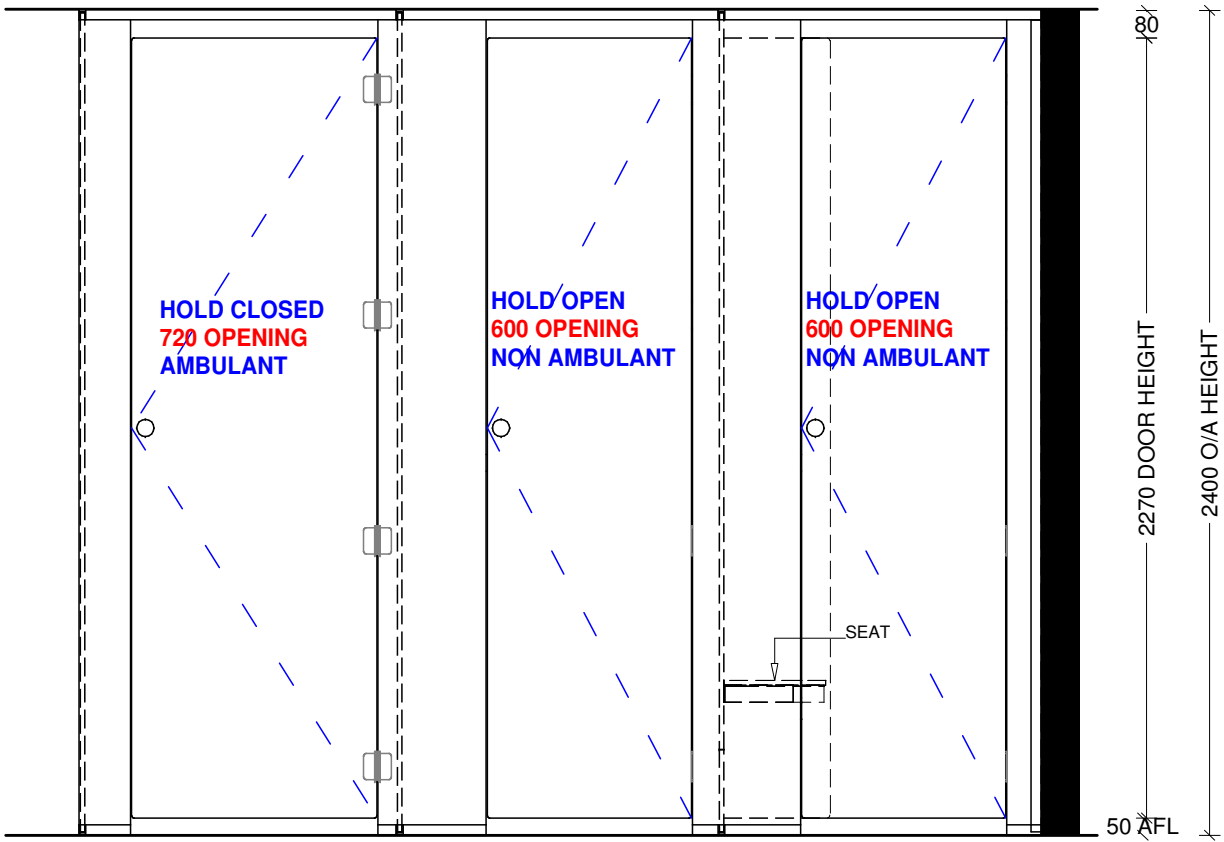 80
HOLD CLOSED
720 OPENING
AMBULANT
HOLD OPEN
600 OPENING
NON AMBULANT
HOLD OPEN
600 OPENING
NON AMBULANT
SEAT
2270 DOOR HEIGHT
2400 O/A HEIGHT
50 AFL